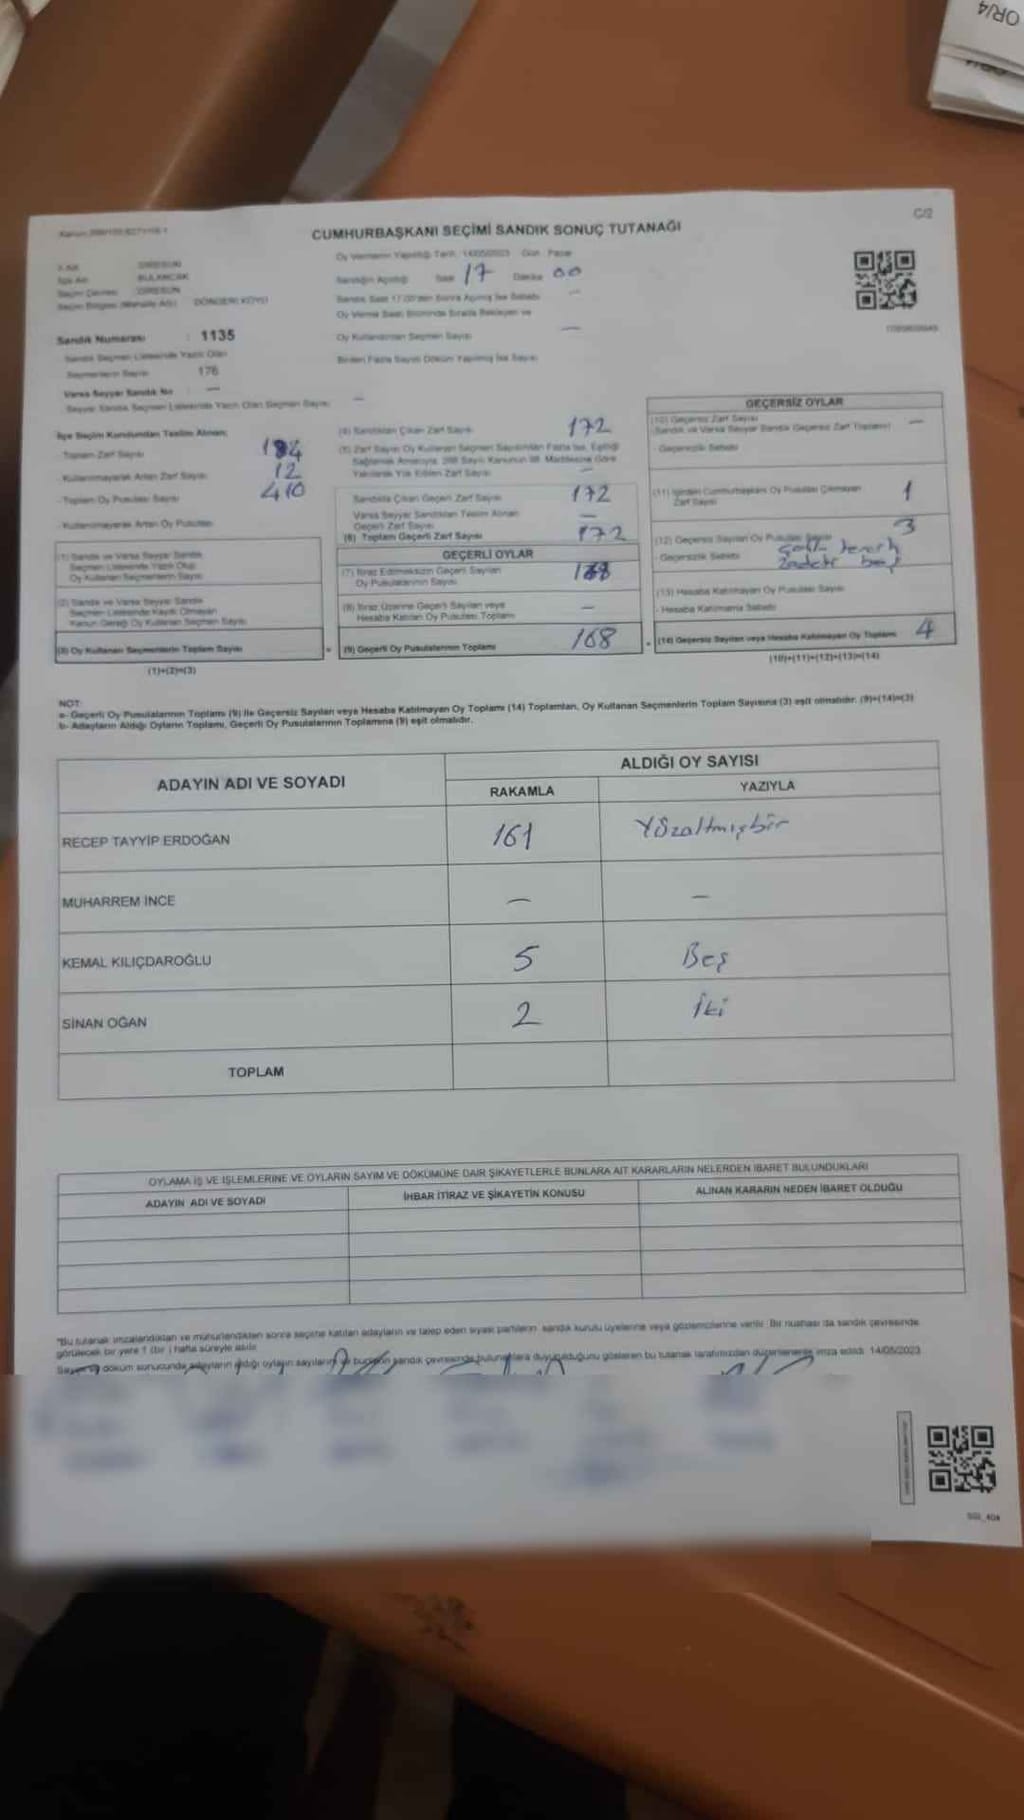 OR/4
C/2
CUMHURBAŞKANI SEÇİMİ SANDIK SONUÇ TUTANAĞI
Oy Vermenin Yapıldığı Tarih: 14/05/2023 Gün: Pazar
GİRESUN
BULANCAK
GİRESUN
Seçim Bölgesi (Mahalle Adı) DÖNDERİ KÖYÜ
Sandığın Açıldığı Saat 17 Dakika 00
Sandık Saat 17.00'den Sonra Açılmış İse Sebebi —
Oy Verme Saati Bitiminde Sırada Bekleyen ve
Oy Kullandırılan Seçmen Sayısı —
Birden Fazla Sayım Döküm Yapılmış İse Sayısı
Sandık Numarası : 1135
Sandık Seçmen Listesinde Yazılı Olan
Seçmenlerin Sayısı 176
Varsa Seyyar Sandık No : —
Seyyar Sandık Seçmen Listesinde Yazılı Olan Seçmen Sayısı —
İlçe Seçim Kurulundan Teslim Alınan;
Toplam Zarf Sayısı 184
- Kullanılmayarak Artan Zarf Sayısı 12
- Toplam Oy Pusulası Sayısı 410
- Kullanılmayarak Artan Oy Pusulası
(1) Sandık ve Varsa Seyyar Sandık
Seçmen Listesinde Yazılı Olup
Oy Kullanan Seçmenlerin Sayısı
(2) Sandık ve Varsa Seyyar Sandık
Seçmen Listesinde Kaydı Olmayan
Kanun Gereği Oy Kullanan Seçmen Sayısı
(3) Oy Kullanan Seçmenlerin Toplam Sayısı
(1)+(2)=(3)
(4) Sandıktan Çıkan Zarf Sayısı 172
(5) Zarf Sayısı Oy Kullanan Seçmen Sayısından Fazla İse, Eşitliği
Sağlamak Amacıyla, 298 Sayılı Kanunun 98. Maddesine Göre
Yakılarak Yok Edilen Zarf Sayısı —
Sandıkta Çıkan Geçerli Zarf Sayısı 172
Varsa Seyyar Sandıktan Teslim Alınan
Geçerli Zarf Sayısı —
(6) Toplam Geçerli Zarf Sayısı 172
GEÇERLİ OYLAR
(7) İtiraz Edilmeksizin Geçerli Sayılan
Oy Pusulalarının Sayısı 168
(8) İtiraz Üzerine Geçerli Sayılan veya
Hesaba Katılan Oy Pusulası Toplamı —
(9) Geçerli Oy Pusulalarının Toplamı 168
GEÇERSİZ OYLAR
(10) Geçersiz Zarf Sayısı
(Sandık ve Varsa Seyyar Sandık Geçersiz Zarf Toplamı) —
- Geçersizlik Sebebi
(11) İçinden Cumhurbaşkanı Oy Pusulası Çıkmayan
Zarf Sayısı 1
(12) Geçersiz Sayılan Oy Pusulası Sayısı 3
- Geçersizlik Sebebi
(13) Hesaba Katılmayan Oy Pusulası Sayısı
- Hesaba Katılmama Sebebi
(14) Geçersiz Sayılan veya Hesaba Katılmayan Oy Toplamı 4
(10)+(11)+(12)+(13)=(14)
NOT:
a- Geçerli Oy Pusulalarının Toplamı (9) ile Geçersiz Sayılan veya Hesaba Katılmayan Oy Toplamı (14) Toplamları, Oy Kullanan Seçmenlerin Toplam Sayısına (3) eşit olmalıdır. (9)+(14)=(3)
b- Adayların Aldığı Oyların Toplamı, Geçerli Oy Pusulalarının Toplamına (9) eşit olmalıdır.
ADAYIN ADI VE SOYADI
ALDIĞI OY SAYISI
RAKAMLA YAZIYLA
RECEP TAYYİP ERDOĞAN 161 Yüzaltmışbir
MUHARREM İNCE — —
KEMAL KILIÇDAROĞLU 5 Beş
SİNAN OĞAN 2 İki
TOPLAM
OYLAMA İŞ VE İŞLEMLERİNE VE OYLARIN SAYIM VE DÖKÜMÜNE DAİR ŞİKAYETLERLE BUNLARA AİT KARARLARIN NELERDEN İBARET BULUNDUKLARI
ADAYIN ADI VE SOYADI İHBAR İTİRAZ VE ŞİKAYETİN KONUSU ALINAN KARARIN NEDEN İBARET OLDUĞU
*Bu tutanak imzalandıktan ve mühürlendikten sonra seçime katılan adayların ve talep eden siyasi partilerin sandık kurulu üyelerine veya gözlemcilerine verilir. Bir nüshası da sandık çevresinde
görülecek bir yere 1 (bir) hafta süreyle asılır.
Sayım ve döküm sonucunda adayların aldığı oyların sayılarını ve bunların sandık çevresinde bulunanlara duyurulduğunu gösteren bu tutanak tarafımızdan düzenlenerek imza edildi. 14/05/2023